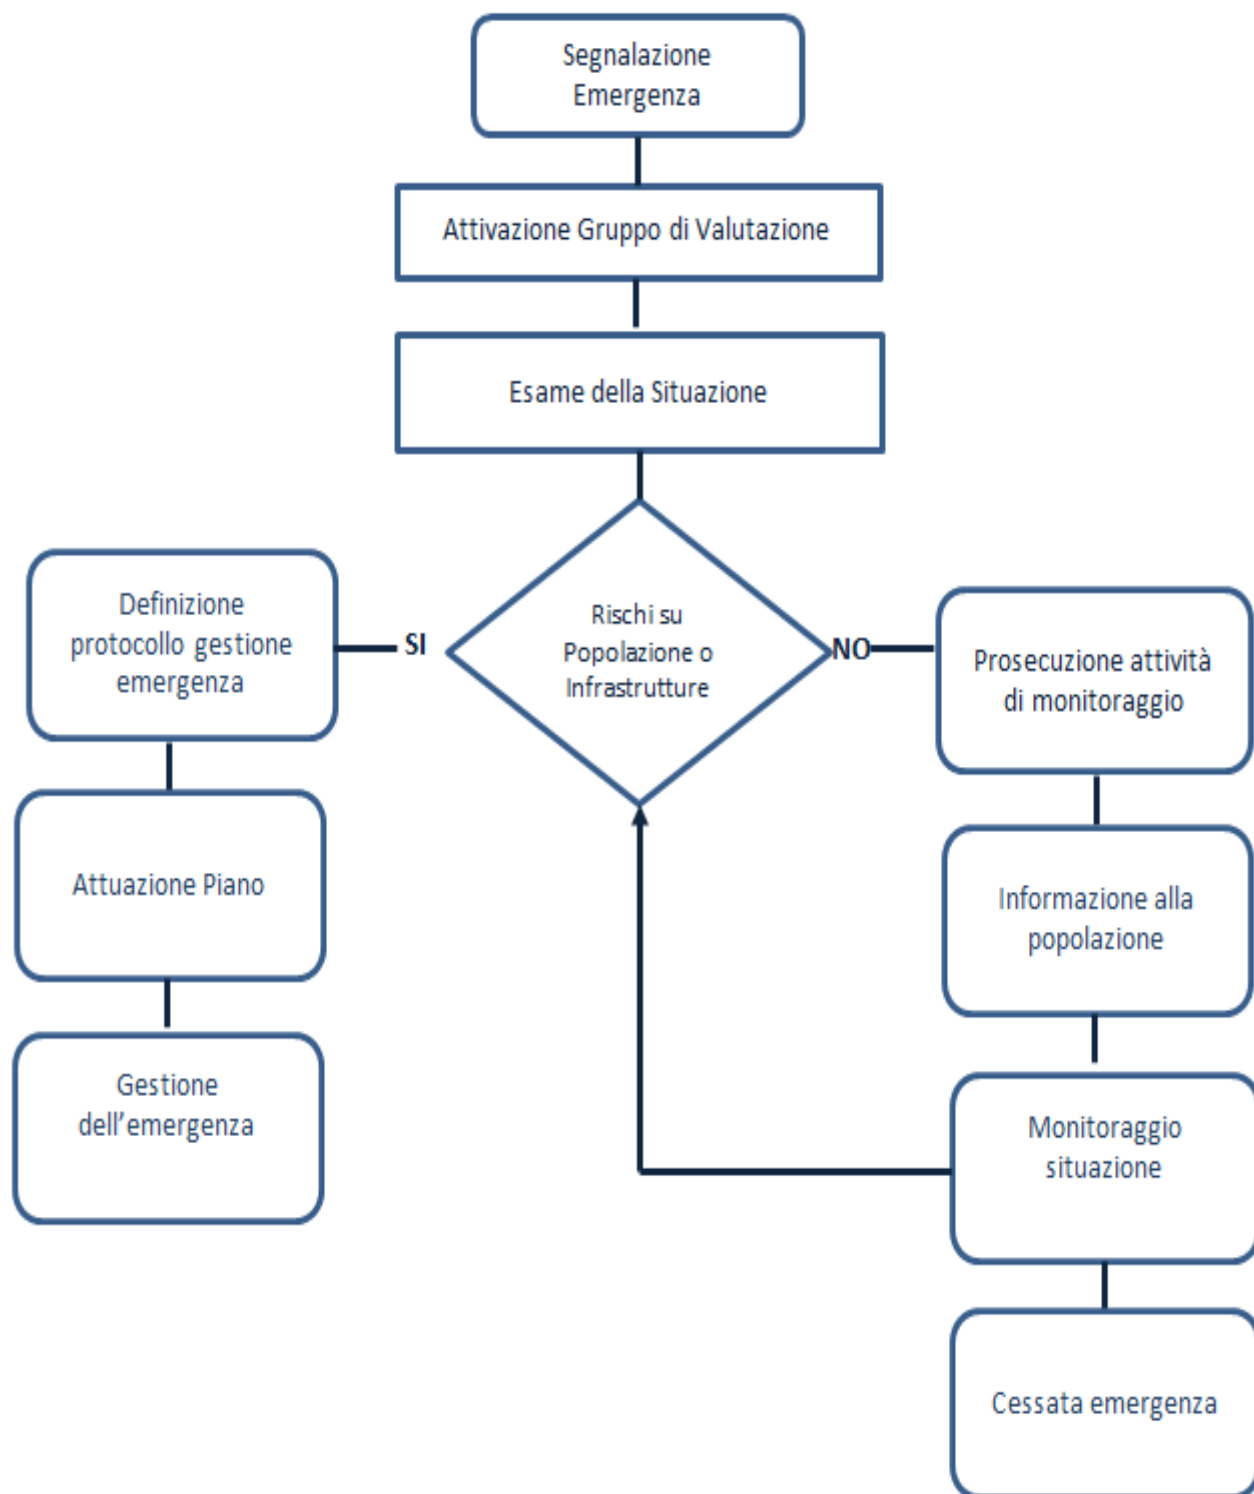 Segnalazione
Emergenza
Attivazione Gruppo di Valutazione
Esame della Situazione
Rischi su
Popolazione o
Infrastrutture
SI
Definizione
protocollo gestione
emergenza
Attuazione Piano
Gestione
dell’emergenza
NO
Prosecuzione attività
di monitoraggio
Informazione alla
popolazione
Monitoraggio
situazione
Cessata emergenza